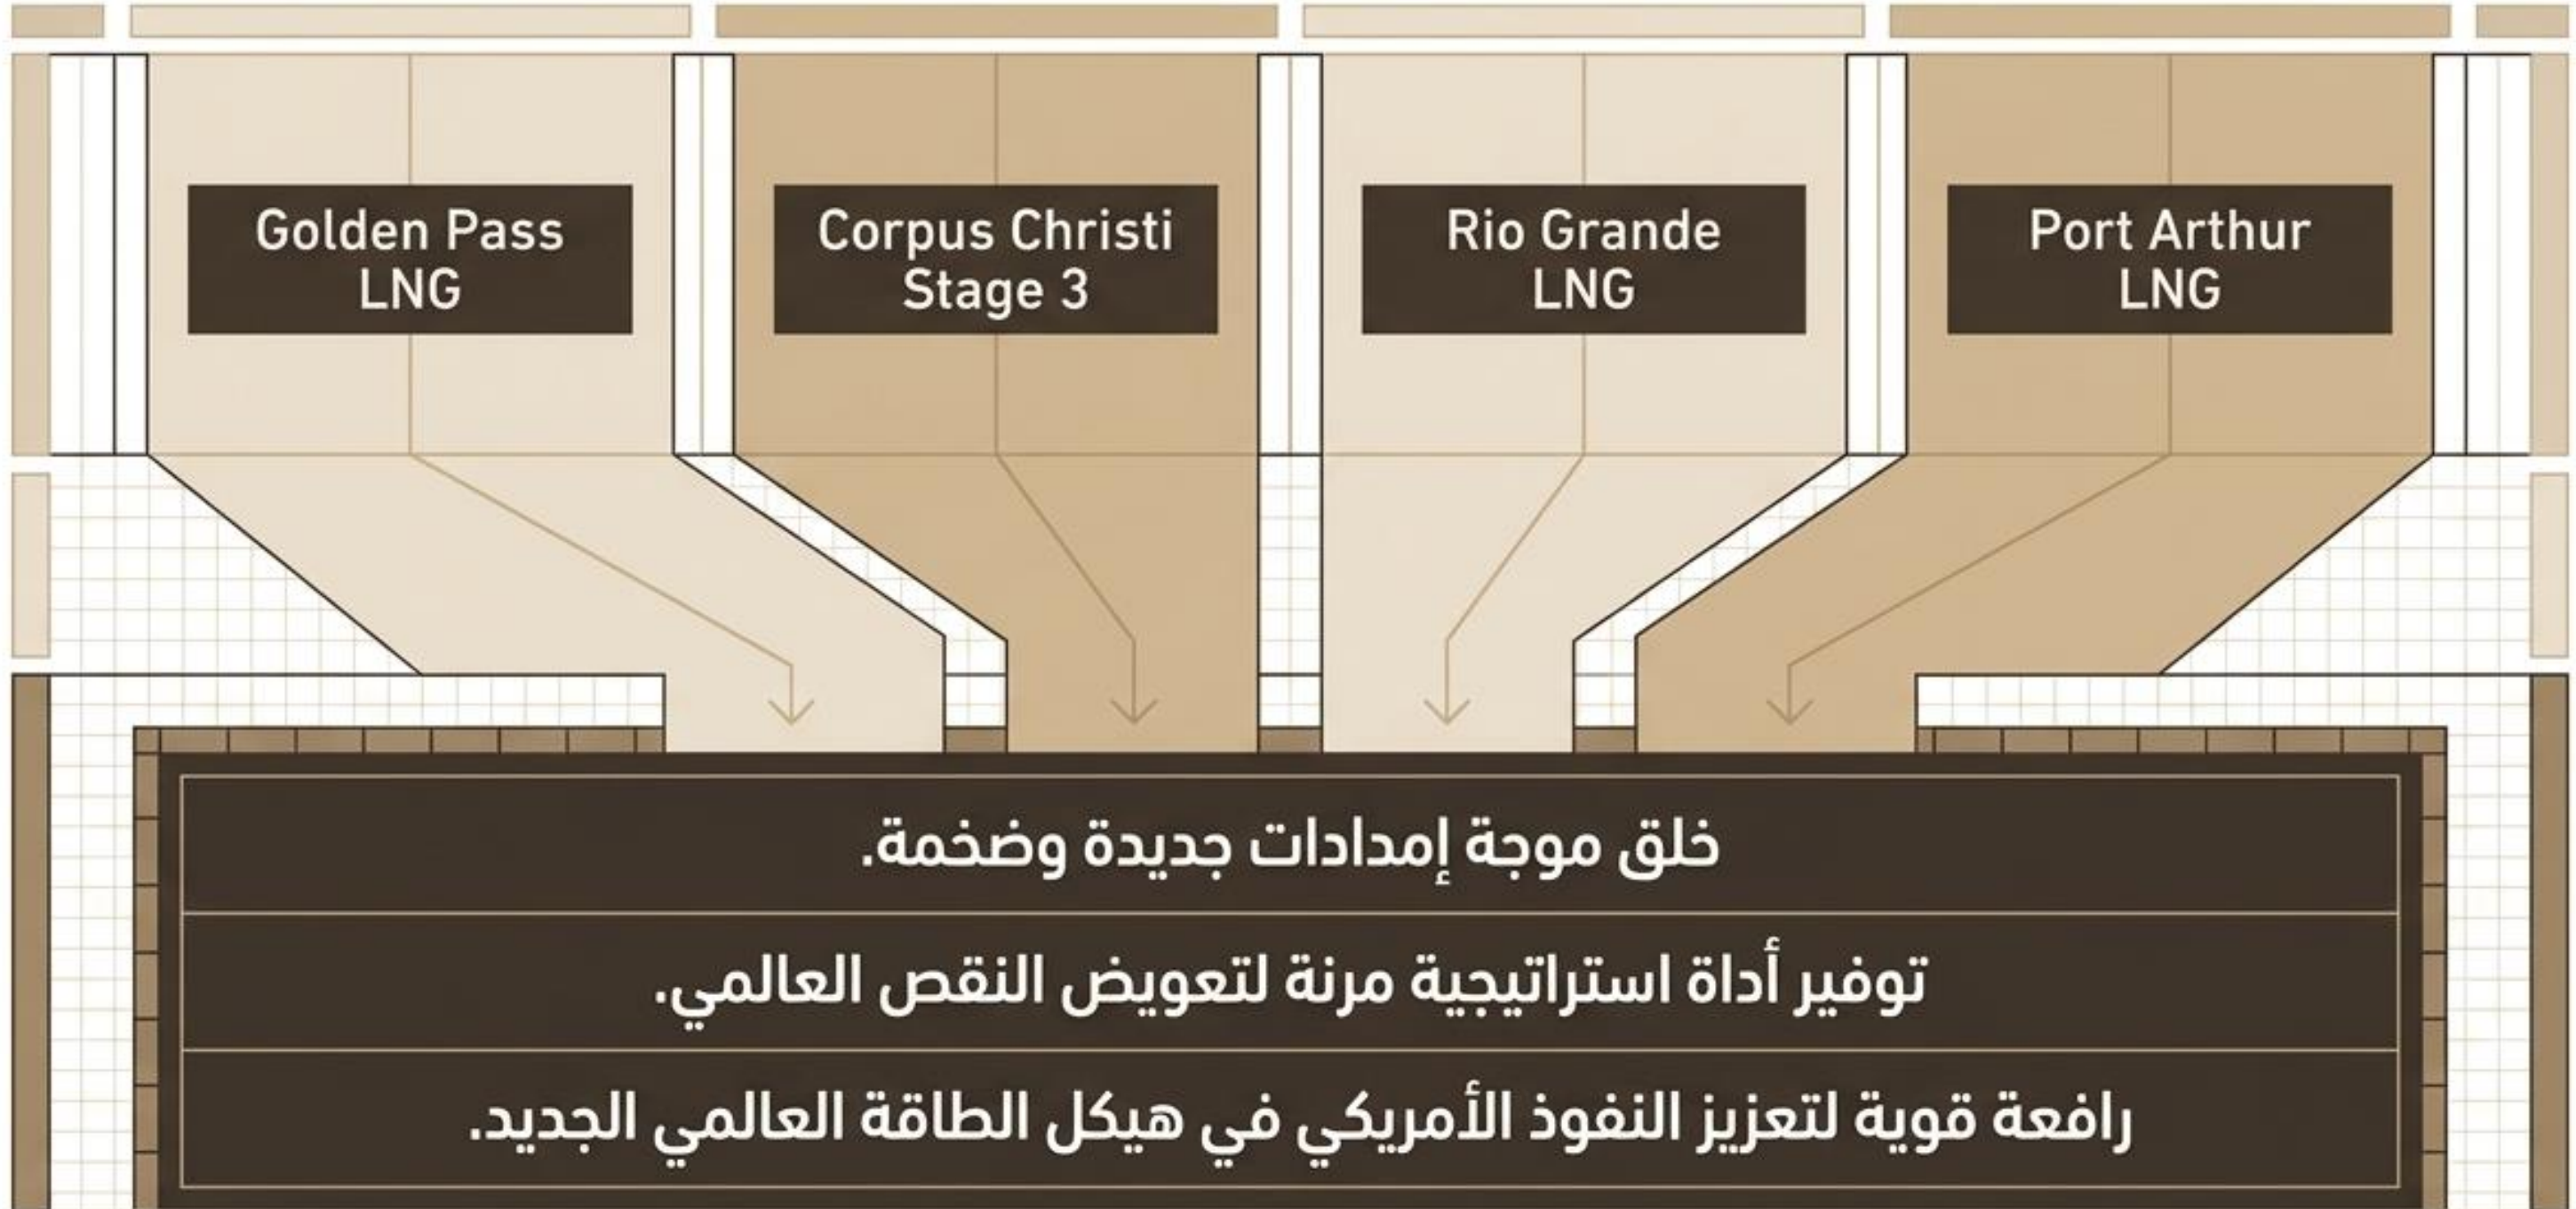 Golden Pass
LNG
Corpus Christi
Stage 3
Rio Grande
LNG
Port Arthur
LNG
خلق موجة إمدادات جديدة وضخمة.
توفير أداة استراتيجية مرنة لتعويض النقص العالمي.
رافعة قوية لتعزيز النفوذ الأمريكي في هيكل الطاقة العالمي الجديد.